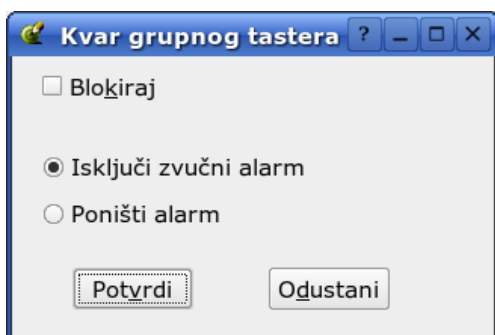 Kvar grupnog tastera ?
Blokiraj
Isključi zvučni alarm
Poništi alarm
Potvrdi Odustani